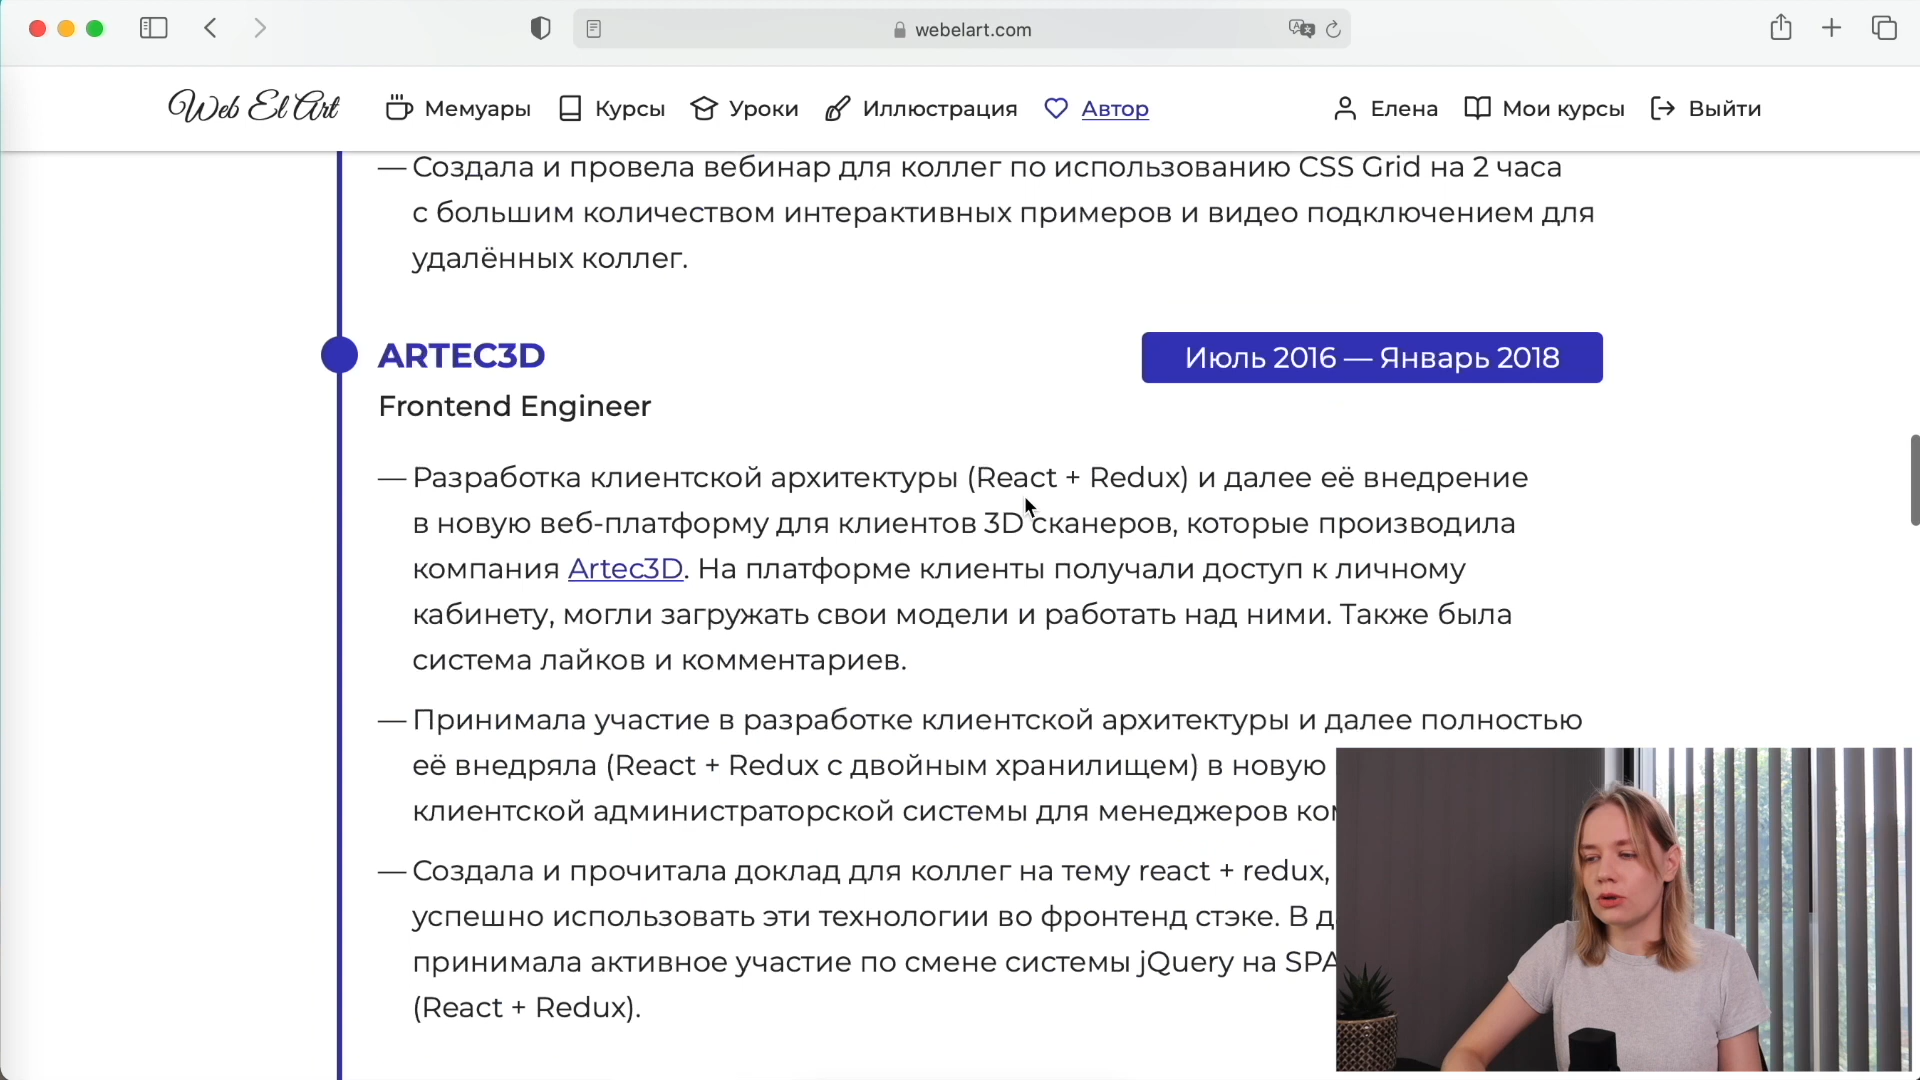 webelart.com
Web El Art
Мемуары
Курсы
Уроки
Иллюстрация
Автор
Елена
Мои курсы
Выйти
— Создала и провела вебинар для коллег по использованию CSS Grid на 2 часа
с большим количеством интерактивных примеров и видео подключением для
удалённых коллег.
ARTEC3D
Июль 2016 — Январь 2018
Frontend Engineer
— Разработка клиентской архитектуры (React + Redux) и далее её внедрение
в новую веб-платформу для клиентов 3D сканеров, которые производила
компания Artec3D. На платформе клиенты получали доступ к личному
кабинету, могли загружать свои модели и работать над ними. Также была
система лайков и комментариев.
— Принимала участие в разработке клиентской архитектуры и далее полностью
её внедряла (React + Redux с двойным хранилищем) в новую
клиентской администраторской системы для менеджеров
— Создала и прочитала доклад для коллег на тему react + redux,
успешно использовать эти технологии во фронтенд стэке. В
принимала активное участие по смене системы jQuery на SPA
(React + Redux).